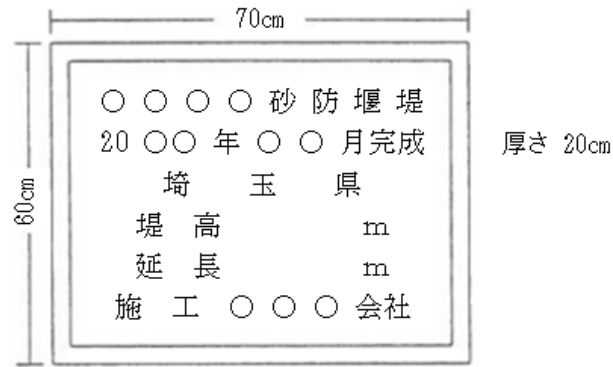 70cm
○ ○ ○ ○ 砂 防 堰 堤
20 ○○ 年 ○ ○ 月完成
埼 玉 県
堤 高 m
延 長 m
施 工 ○ ○ ○ 会社
60cm
厚さ 20cm